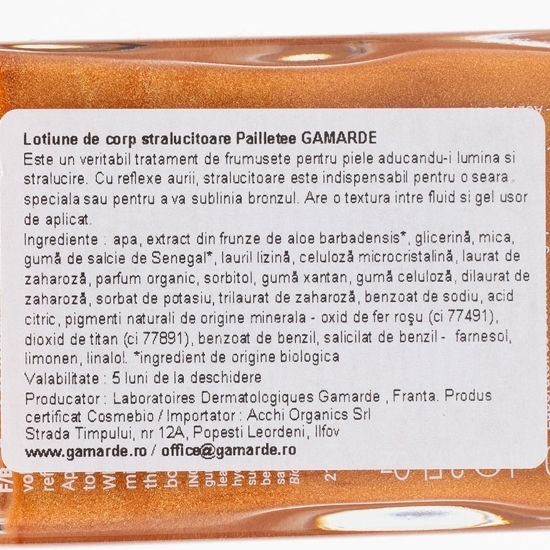 Lotiune de corp stralucitoare Pailletee GAMARDE
Este un veritabil tratament de frumusete pentru piele aducandu-i lumina si
stralucire. Cu reflexe aurii, stralucitoare este indispensabil pentru o seara
speciala sau pentru a va sublinia bronzul. Are o textura intre fluid si gel usor
de aplicat.
Ingrediente : apa, extract din frunze de aloe barbadensis*, glicerină, mica,
gumă de salcie de Senegal*, lauril lizină, celuloză microcristalină, laurat de
zaharoză, parfum organic, sorbitol, gumă xantan, gumă celuloză, dilaurat de
zaharoză, sorbat de potasiu, trilaurat de zaharoză, benzoat de sodiu, acid
citric, pigmenti naturali de origine minerala - oxid de fer roşu (ci 77491),
dioxid de titan (ci 77891), benzoat de benzil, salicilat de benzil - farnesol,
limonen, linalol. *ingredient de origine biologica
Valabilitate : 5 luni de la deschidere
Producator : Laboratoires Dermatologiques Gamarde , Franta. Produs
certificat Cosmebio / Importator : Acchi Organics Srl
Strada Timpului, nr 12A, Popesti Leordeni, Ilfov
www.gamarde.ro / office@gamarde.ro